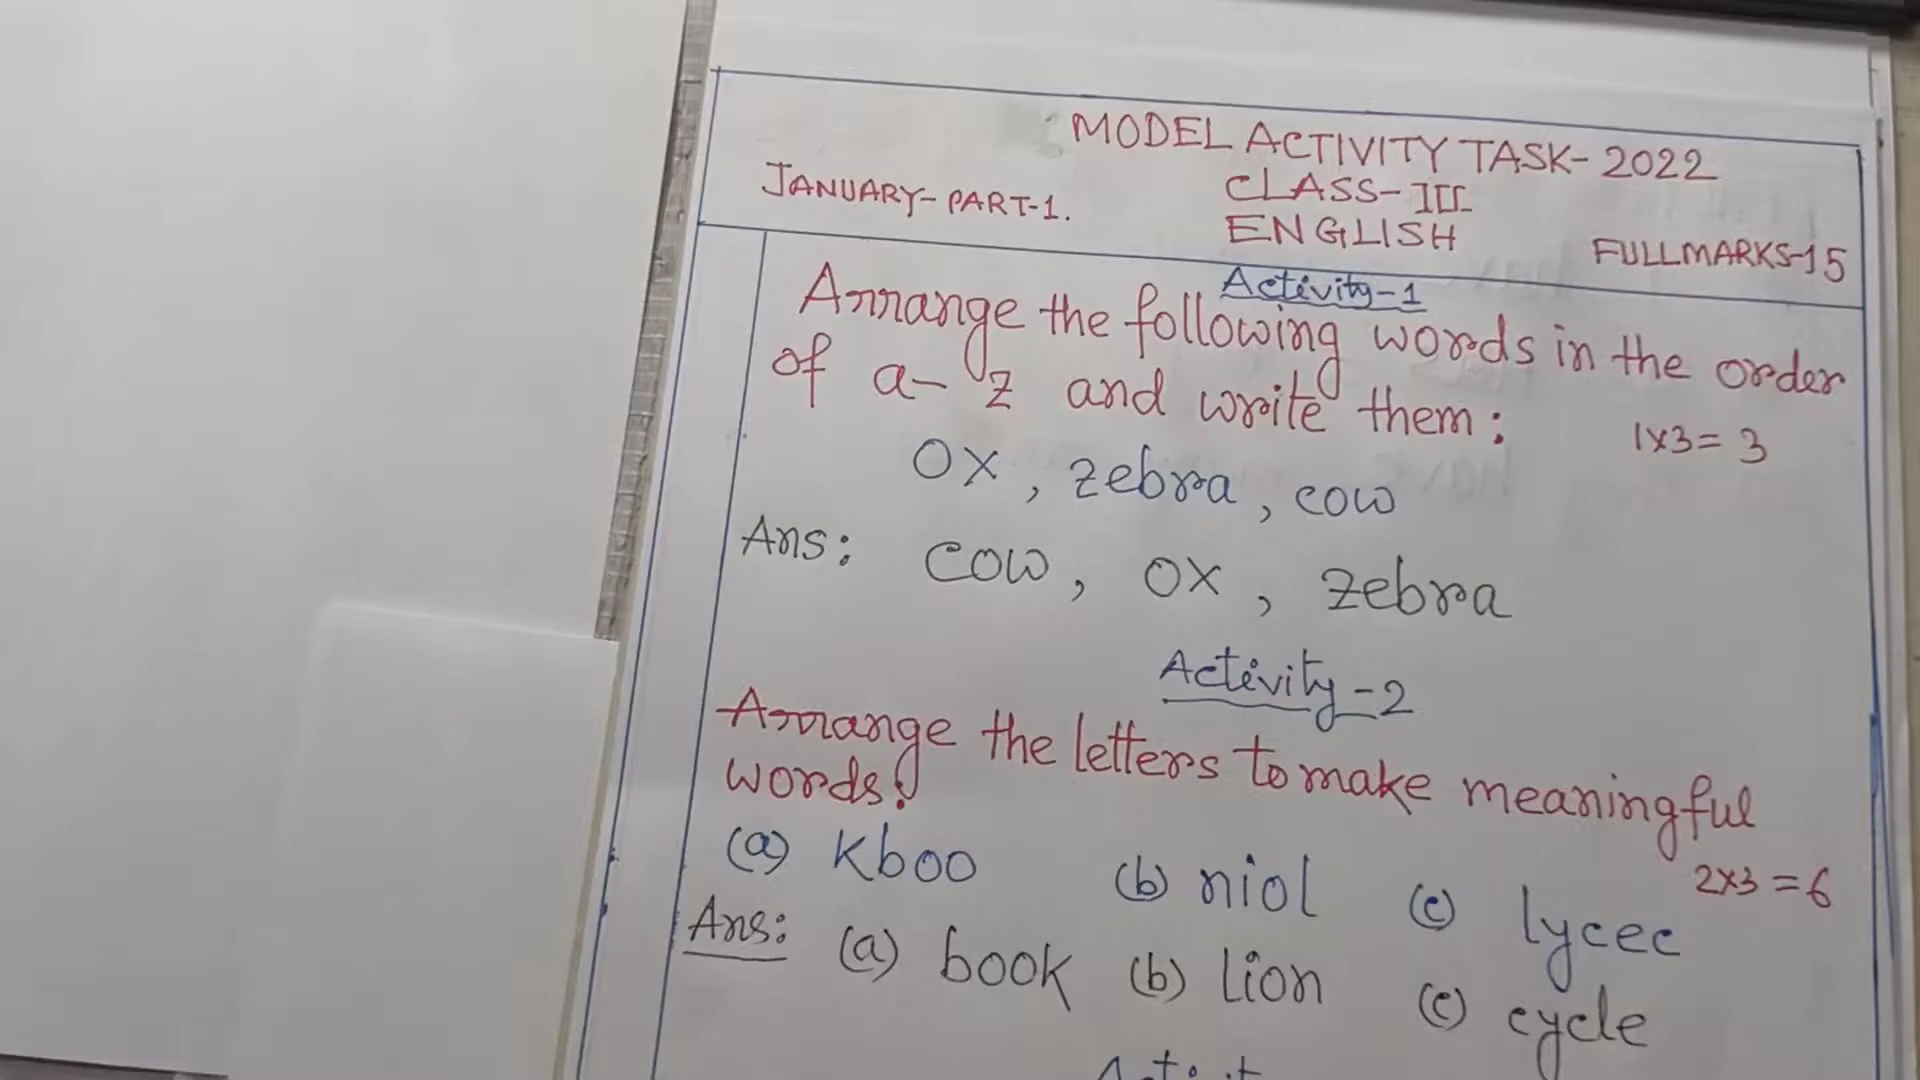 MODEL ACTIVITY TASK-2022
JANUARY-PART-1.
CLASS-III
ENGLISH
FULLMARKS-15
Activity-1
Arrange the following words in the order
of a-z and write them:
1x3=3
OX, zebra, cow
Ans: cow, ox, zebra
Activity-2
Arrange the letters to make meaningful
words:
2x3=6
(a) kboo (b) niol (c) lycec
Ans: (a) book (b) lion (c) cycle